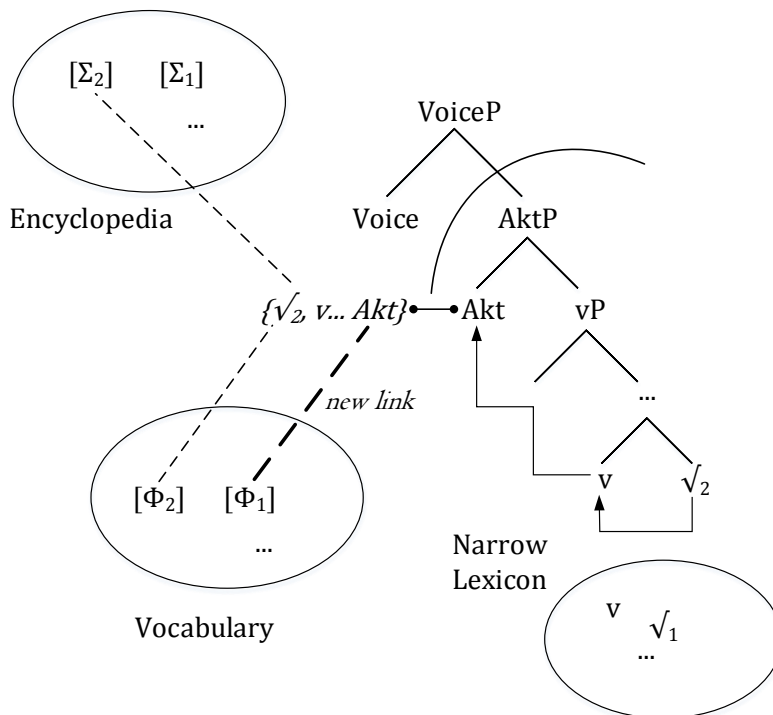 [Σ₂] [Σ₁]
...
Encyclopedia
VoiceP
Voice AktP
{√₂, v... Akt} Akt vP
new link
...
[Φ₂] [Φ₁]
...
v √₂
Vocabulary
Narrow
Lexicon
v
√₁
...